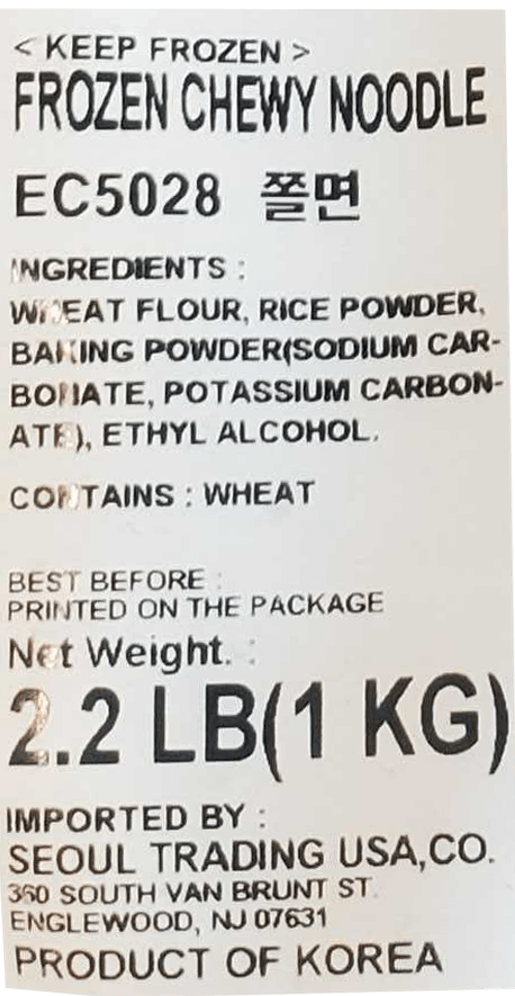 < KEEP FROZEN >
FROZEN CHEWY NOODLE
EC5028 쫄면
INGREDIENTS :
WHEAT FLOUR, RICE POWDER,
BAKING POWDER(SODIUM CAR-
BONATE, POTASSIUM CARBON-
ATE), ETHYL ALCOHOL.
CONTAINS : WHEAT
BEST BEFORE :
PRINTED ON THE PACKAGE
Net Weight. :
2.2 LB(1 KG)
IMPORTED BY :
SEOUL TRADING USA,CO.
360 SOUTH VAN BRUNT ST.
ENGLEWOOD, NJ 07631
PRODUCT OF KOREA